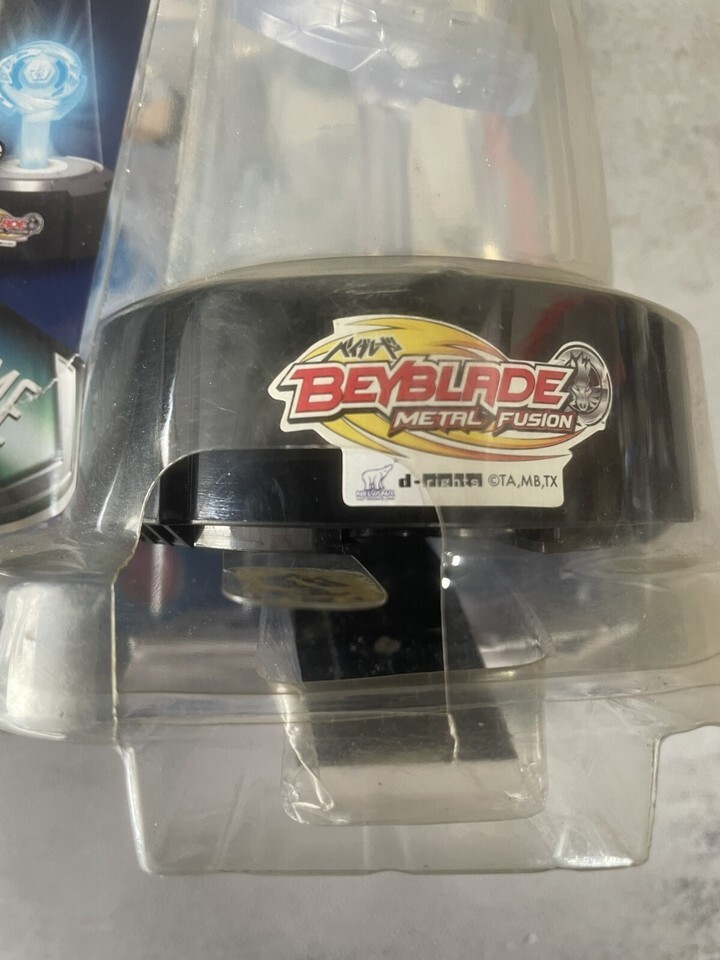 ベイブレード
BEYBLADE
METAL FUSION
d-rights ©TA,MB,TX